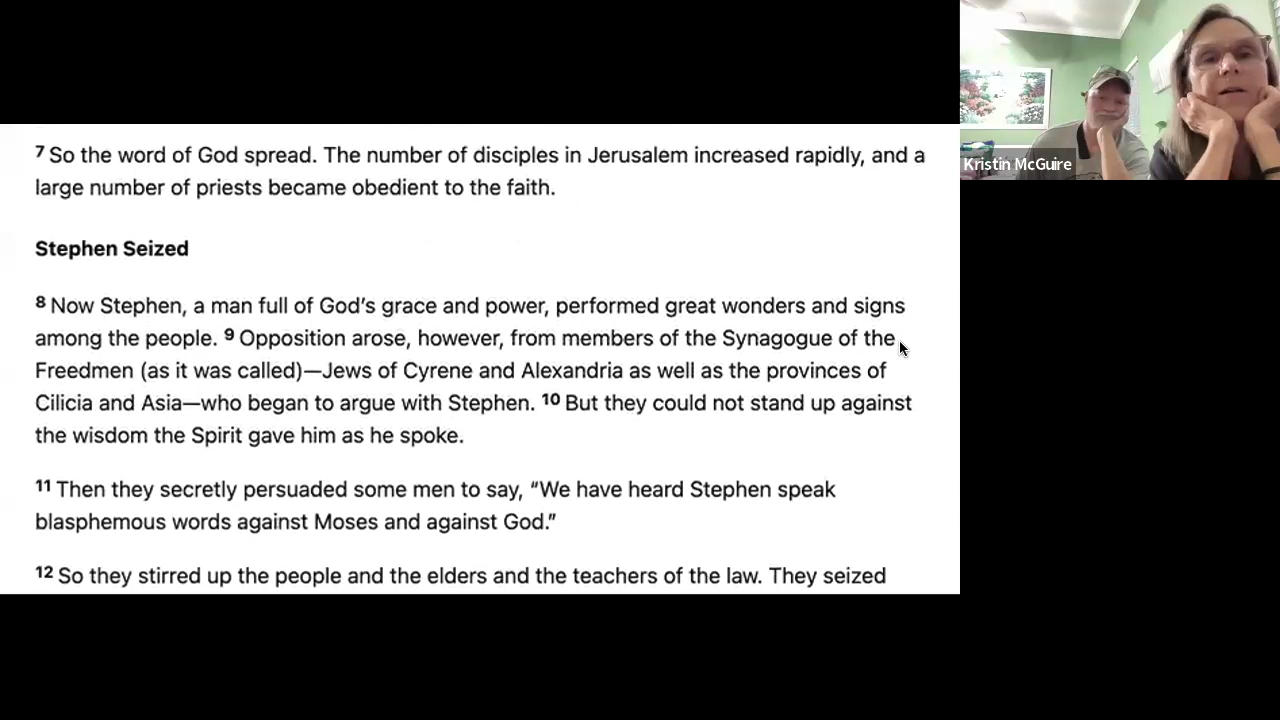 7 So the word of God spread. The number of disciples in Jerusalem increased rapidly, and a
large number of priests became obedient to the faith.
Stephen Seized
8 Now Stephen, a man full of God’s grace and power, performed great wonders and signs
among the people. 9 Opposition arose, however, from members of the Synagogue of the
Freedmen (as it was called)—Jews of Cyrene and Alexandria as well as the provinces of
Cilicia and Asia—who began to argue with Stephen. 10 But they could not stand up against
the wisdom the Spirit gave him as he spoke.
11 Then they secretly persuaded some men to say, “We have heard Stephen speak
blasphemous words against Moses and against God.”
12 So they stirred up the people and the elders and the teachers of the law. They seized
Kristin McGuire